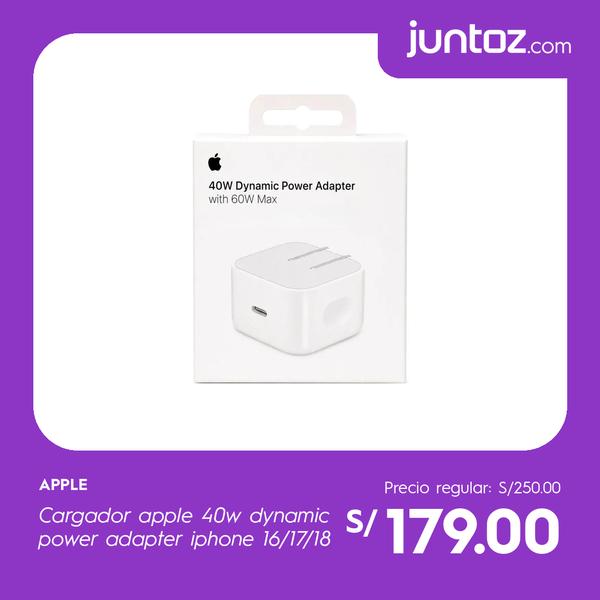 juntoz.com
40W Dynamic Power Adapter
with 60W Max
APPLE
Precio regular: S/250.00
Cargador apple 40w dynamic
power adapter iphone 16/17/18
S/179.00